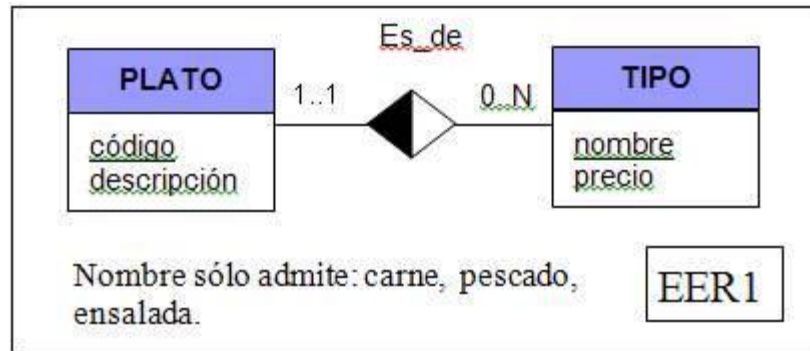 Es_de
PLATO
código
descripción
1..1
0..N
TIPO
nombre
precio
Nombre sólo admite: carne, pescado,
ensalada.
EER1